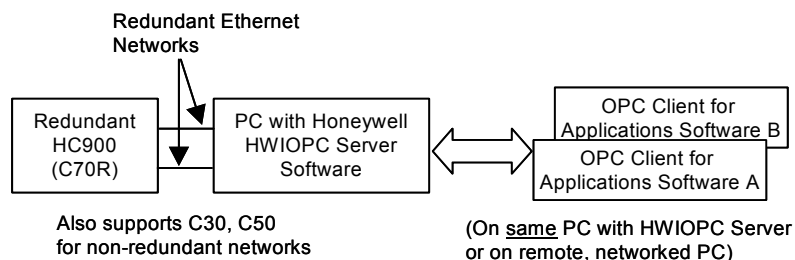 Redundant Ethernet
Networks
Redundant
HC900
(C70R)
PC with Honeywell
HWIOPC Server
Software
OPC Client for
Applications Software B
OPC Client for
Applications Software A
Also supports C30, C50
for non-redundant networks
(On same PC with HWIOPC Server
or on remote, networked PC)